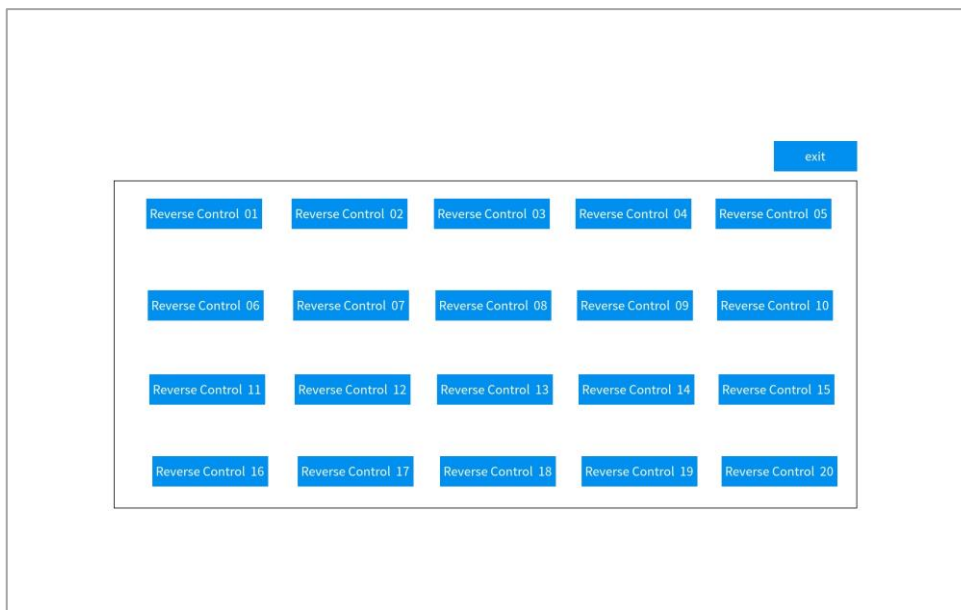 exit
Reverse Control 01
Reverse Control 02
Reverse Control 03
Reverse Control 04
Reverse Control 05
Reverse Control 06
Reverse Control 07
Reverse Control 08
Reverse Control 09
Reverse Control 10
Reverse Control 11
Reverse Control 12
Reverse Control 13
Reverse Control 14
Reverse Control 15
Reverse Control 16
Reverse Control 17
Reverse Control 18
Reverse Control 19
Reverse Control 20